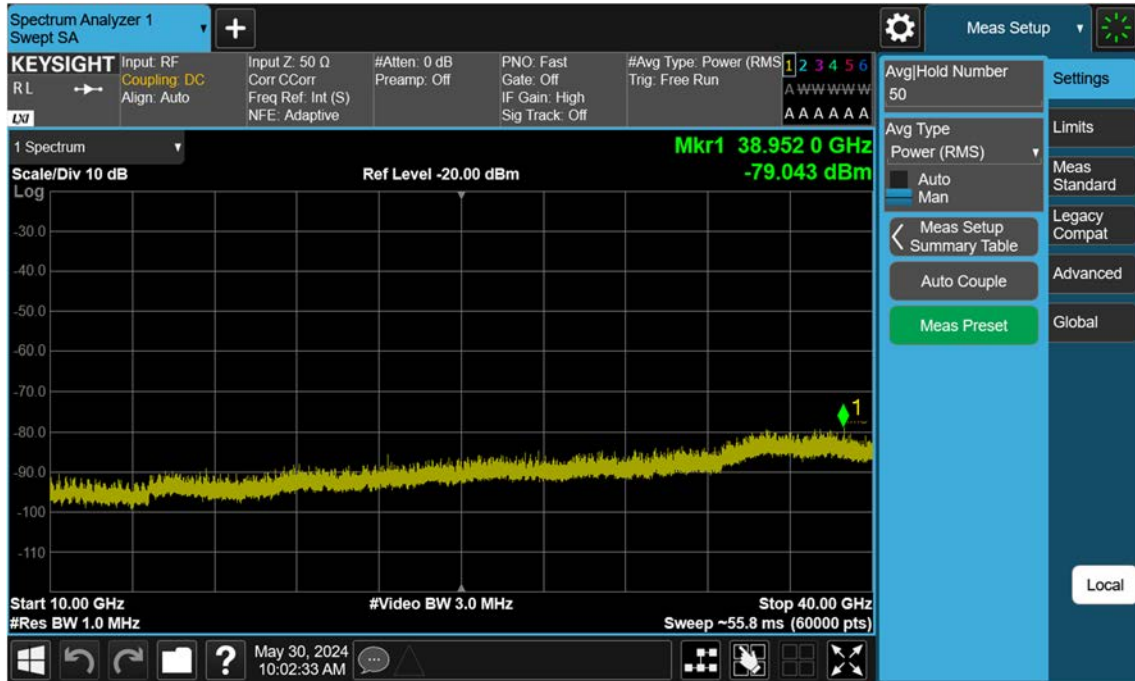 Spectrum Analyzer 1
Swept SA
Meas Setup
KEYSIGHT
R L
LXI
Input: RF
Coupling: DC
Align: Auto
Input Z: 50 Ω
Corr CCorr
Freq Ref: Int (S)
NFE: Adaptive
#Atten: 0 dB
Preamp: Off
PNO: Fast
Gate: Off
IF Gain: High
Sig Track: Off
#Avg Type: Power (RMS
Trig: Free Run
1 2 3 4 5 6
A W W W W W
A A A A A A
1 Spectrum
Mkr1 38.952 0 GHz
-79.043 dBm
Scale/Div 10 dB
Ref Level -20.00 dBm
Log
-30.0
-40.0
-50.0
-60.0
-70.0
-80.0
-90.0
-100
-110
1
Start 10.00 GHz
#Video BW 3.0 MHz
Stop 40.00 GHz
#Res BW 1.0 MHz
Sweep ~55.8 ms (60000 pts)
May 30, 2024
10:02:33 AM
Avg|Hold Number
50
Avg Type
Power (RMS)
Auto
Man
Meas Setup
Summary Table
Auto Couple
Meas Preset
Settings
Limits
Meas
Standard
Legacy
Compat
Advanced
Global
Local